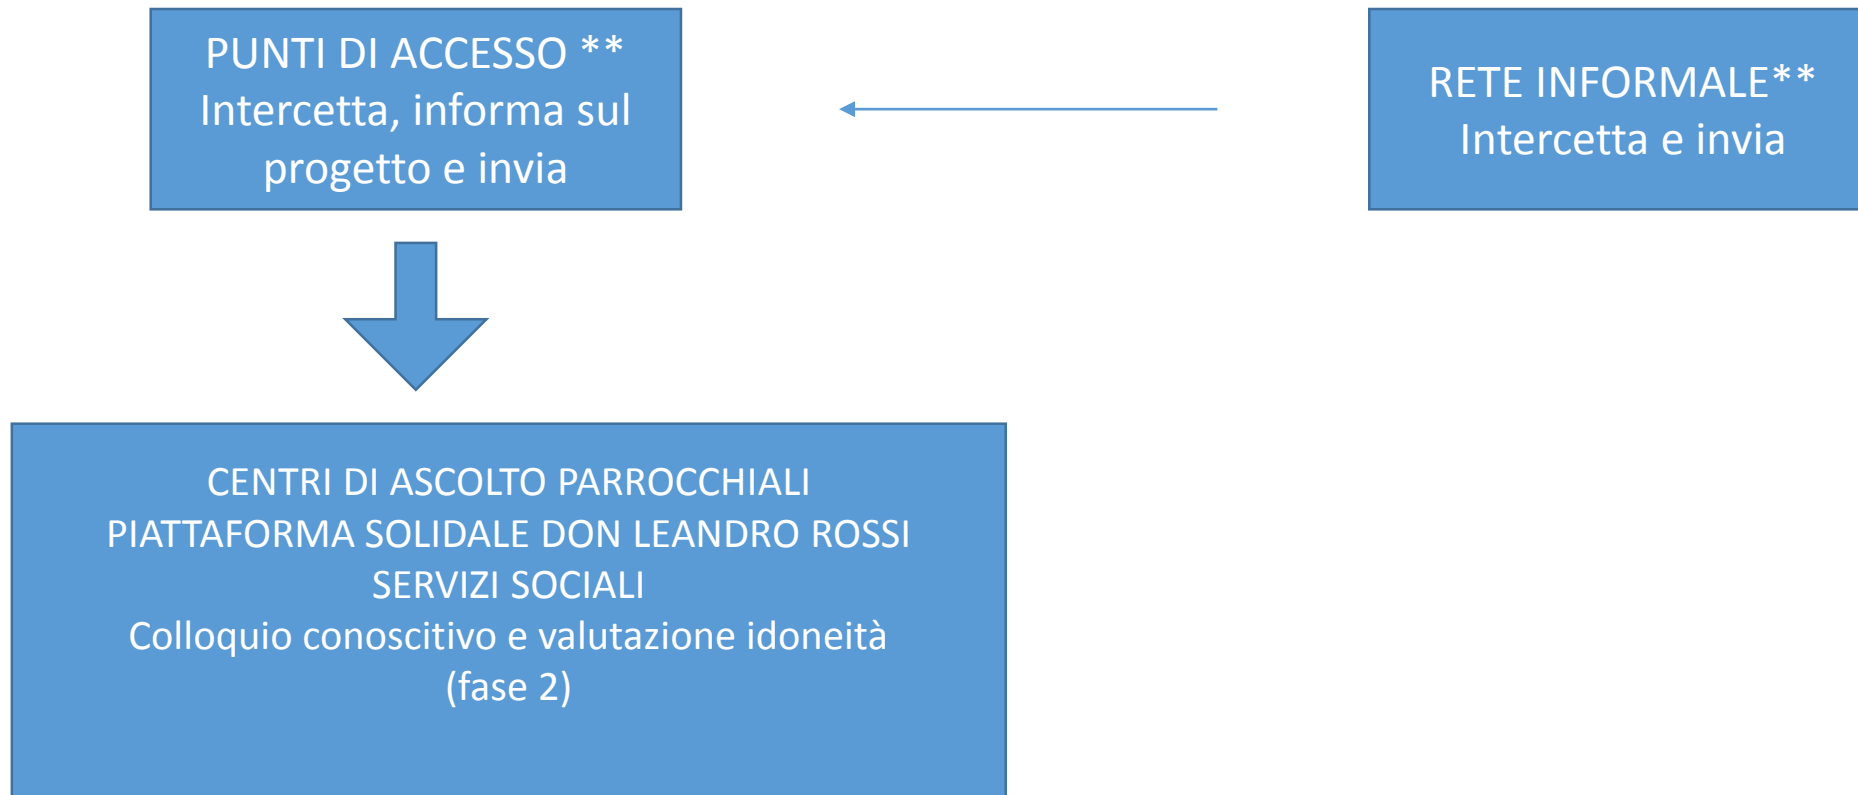 PUNTI DI ACCESSO **
Intercetta, informa sul
progetto e invia
RETE INFORMALE**
Intercetta e invia
CENTRI DI ASCOLTO PARROCCHIALI
PIATTAFORMA SOLIDALE DON LEANDRO ROSSI
SERVIZI SOCIALI
Colloquio conoscitivo e valutazione idoneità
(fase 2)